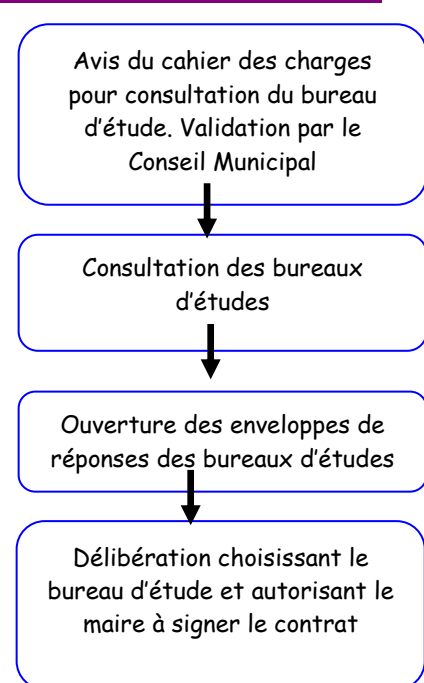 Avis du cahier des charges
pour consultation du bureau
d'étude. Validation par le
Conseil Municipal
Consultation des bureaux
d'études
Ouverture des enveloppes de
réponses des bureaux d'études
Délibération choisissant le
bureau d'étude et autorisant le
maire à signer le contrat